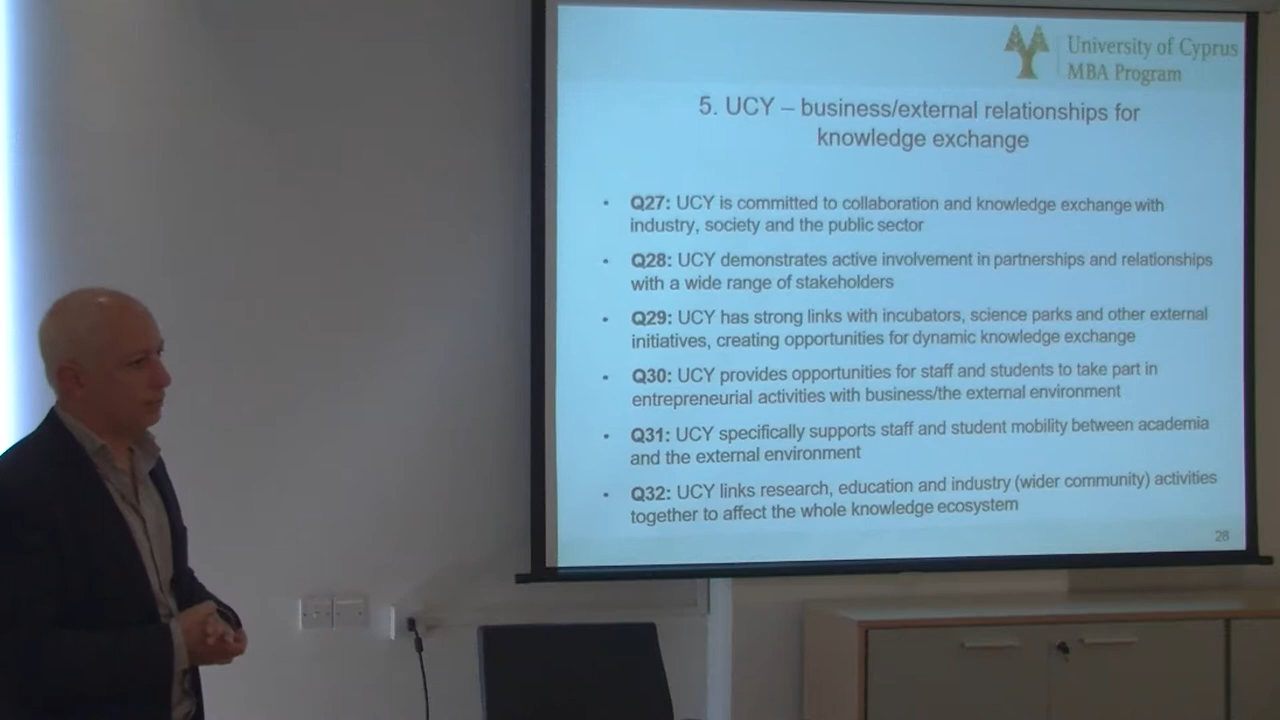 University of Cyprus
MBA Program
5. UCY – business/external relationships for
knowledge exchange
• Q27: UCY is committed to collaboration and knowledge exchange with
industry, society and the public sector
• Q28: UCY demonstrates active involvement in partnerships and relationships
with a wide range of stakeholders
• Q29: UCY has strong links with incubators, science parks and other external
initiatives, creating opportunities for dynamic knowledge exchange
• Q30: UCY provides opportunities for staff and students to take part in
entrepreneurial activities with business/the external environment
• Q31: UCY specifically supports staff and student mobility between academia
and the external environment
• Q32: UCY links research, education and industry (wider community) activities
together to affect the whole knowledge ecosystem
28